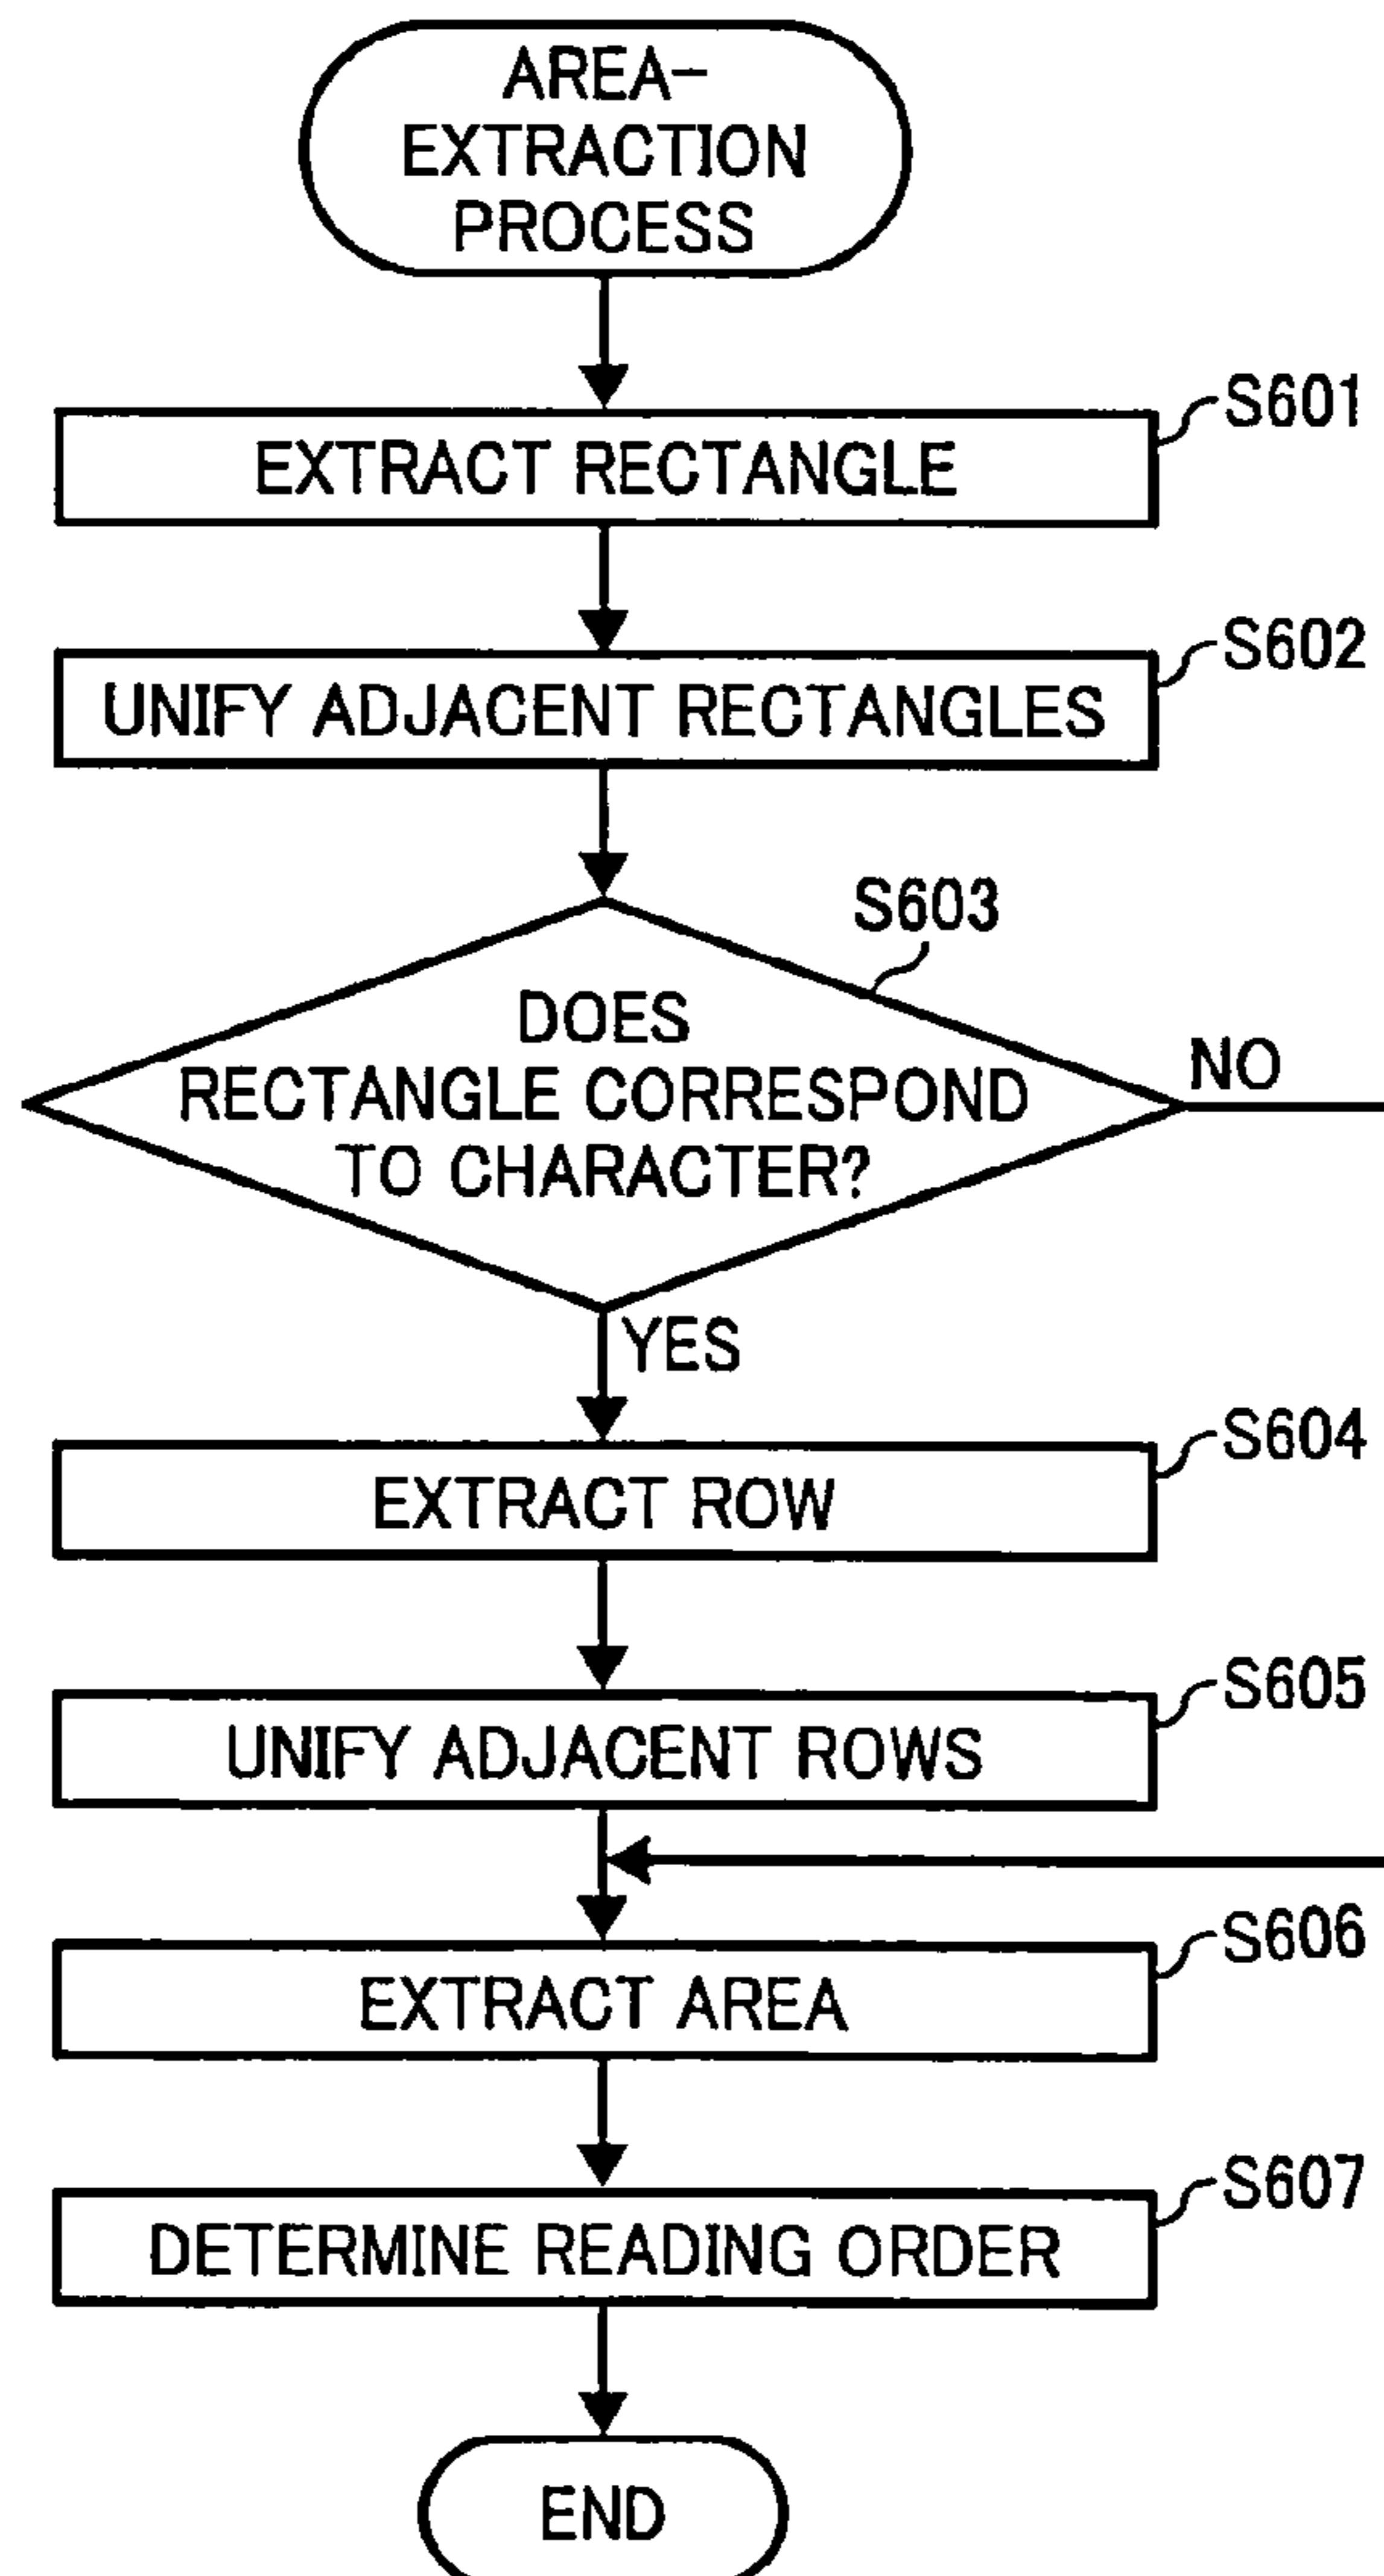 AREA-
EXTRACTION
PROCESS
S601
EXTRACT RECTANGLE
S602
UNIFY ADJACENT RECTANGLES
S603
DOES
RECTANGLE CORRESPOND
TO CHARACTER?
NO
YES
S604
EXTRACT ROW
S605
UNIFY ADJACENT ROWS
S606
EXTRACT AREA
S607
DETERMINE READING ORDER
END